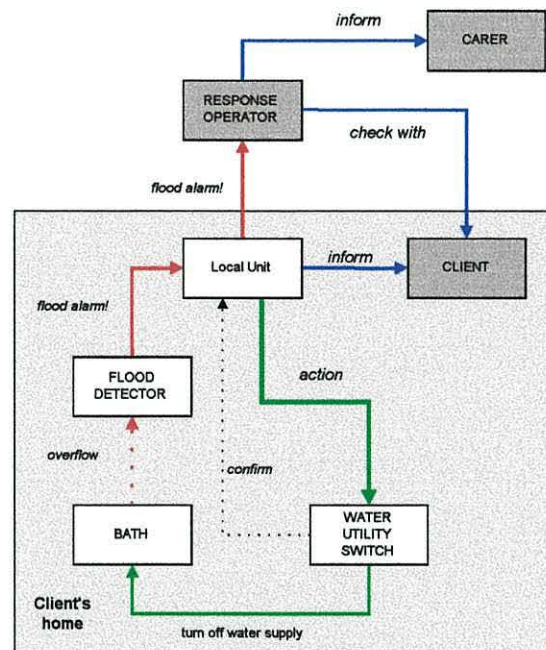 inform
CARER
RESPONSE
OPERATOR
check with
flood alarm!
Local Unit
inform
CLIENT
flood alarm!
FLOOD
DETECTOR
action
overflow
confirm
BATH
WATER
UTILITY
SWITCH
Client's
home
turn off water supply